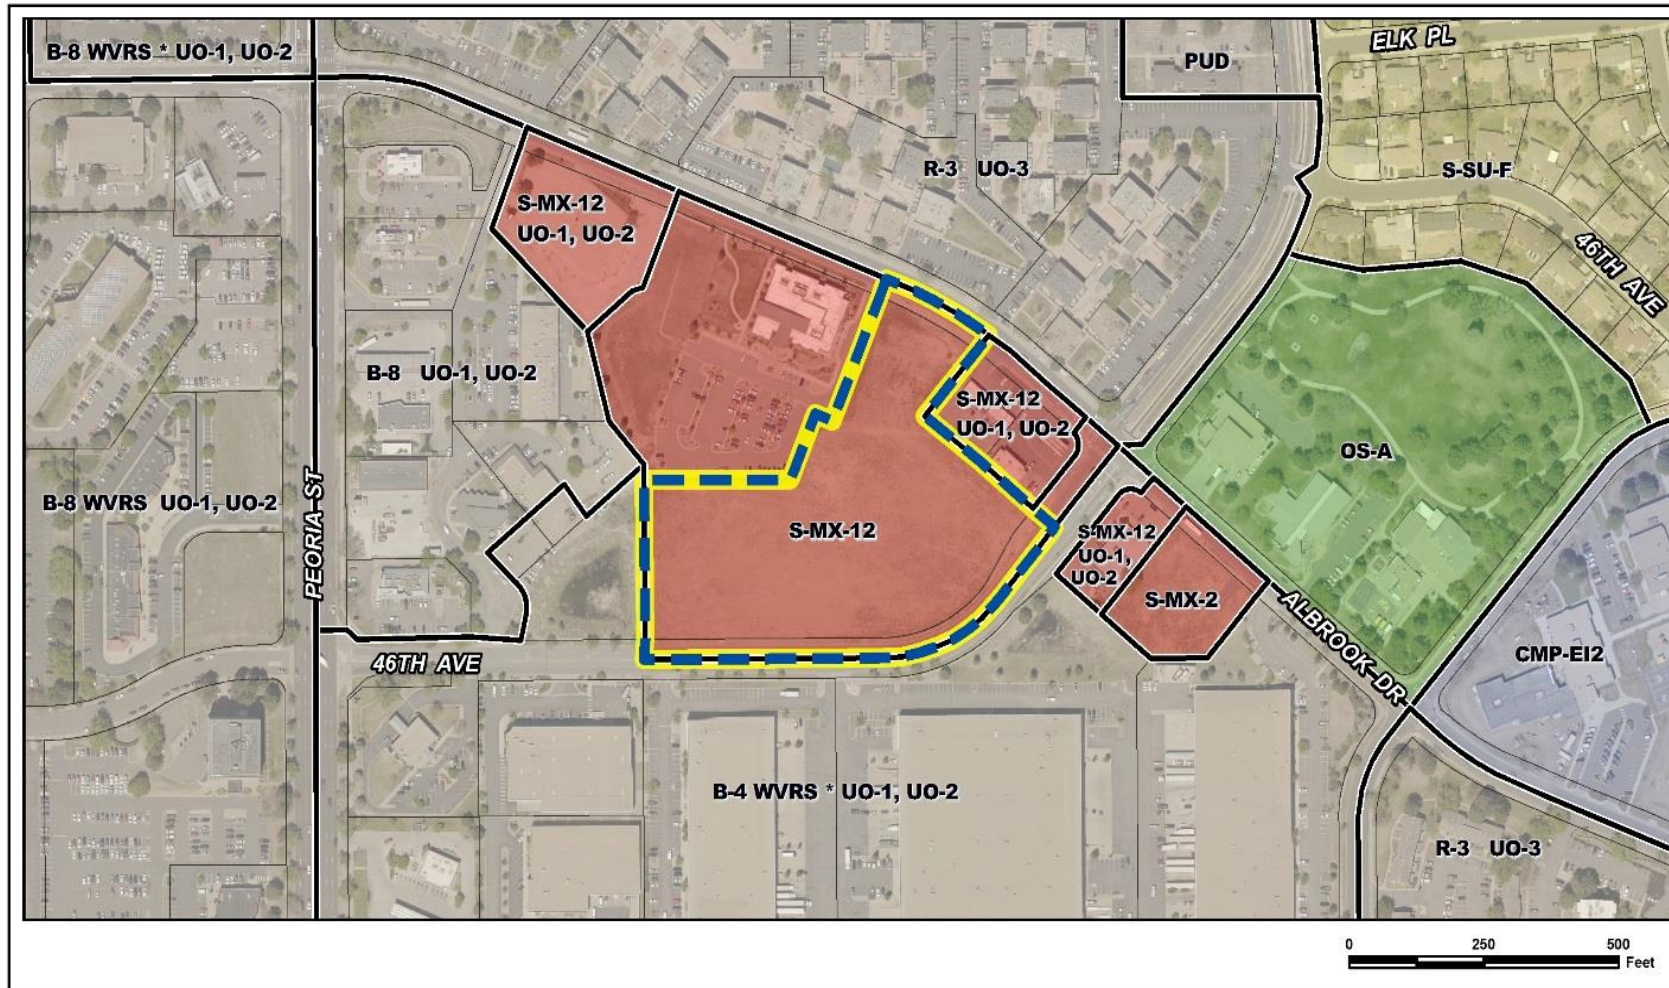 B-8 WVRS * UO-1, UO-2
PUD
ELK PL
R-3 UO-3
S-SU-F
S-MX-12
UO-1, UO-2
46TH AVE
B-8 UO-1, UO-2
S-MX-12
UO-1, UO-2
OS-A
B-8 WVRS UO-1, UO-2
PEORIA ST
S-MX-12
S-MX-12
UO-1,
UO-2
S-MX-2
ALBROOK DR
CMP-EI2
46TH AVE
B-4 WVRS * UO-1, UO-2
R-3 UO-3
0 250 500
Feet